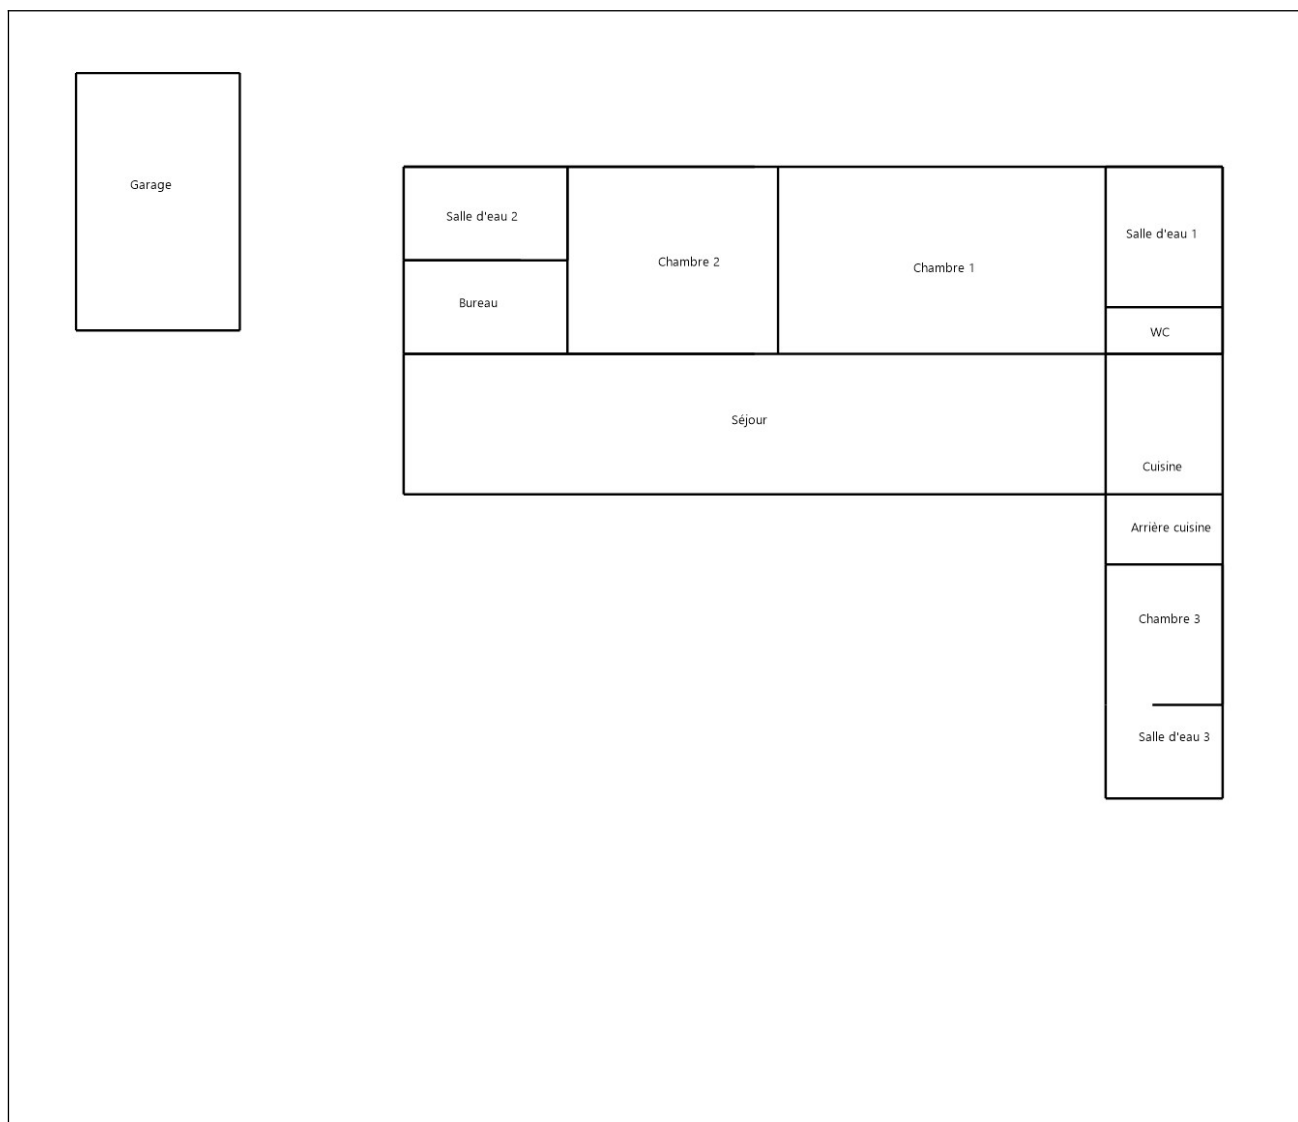 Garage
Salle d'eau 2
Salle d'eau 1
Chambre 2
Chambre 1
Bureau
WC
Séjour
Cuisine
Arrière cuisine
Chambre 3
Salle d'eau 3